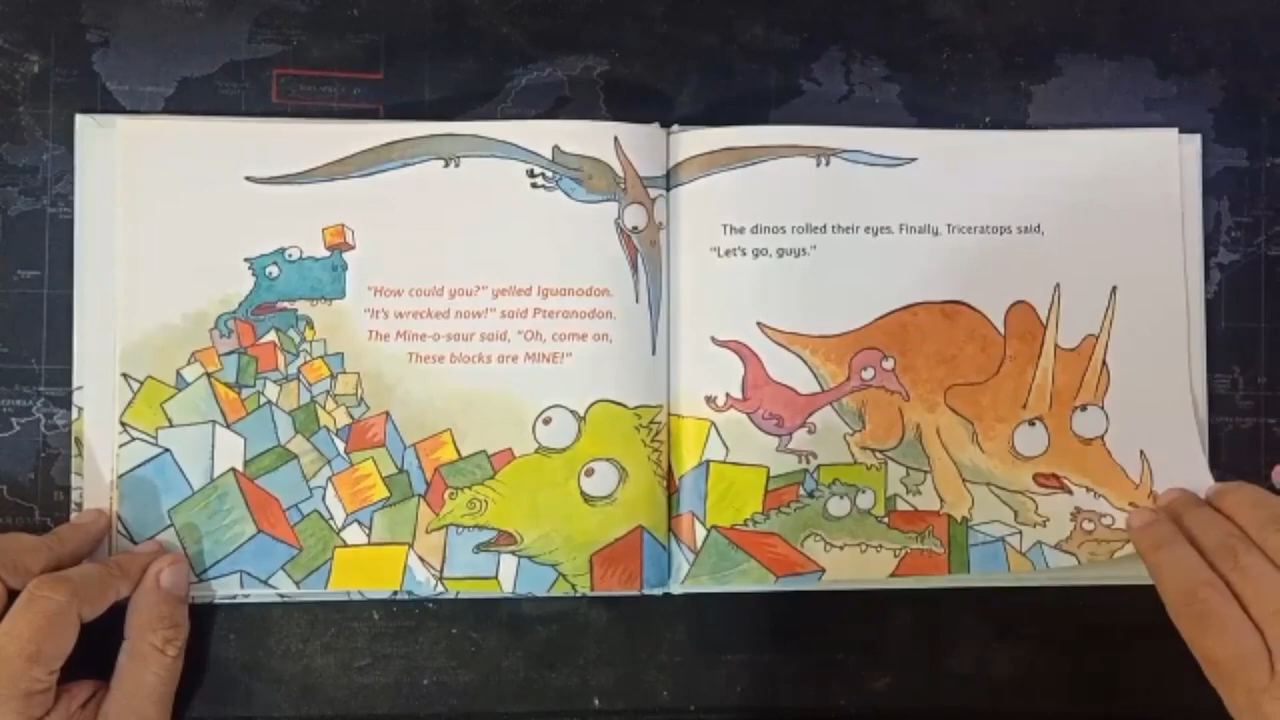 "How could you?" yelled Iguanodon.
"It's wrecked now!" said Pteranodon.
The Mine-o-saur said, "Oh, come on,
These blocks are MINE!"
The dinos rolled their eyes. Finally, Triceratops said,
"Let's go, guys."